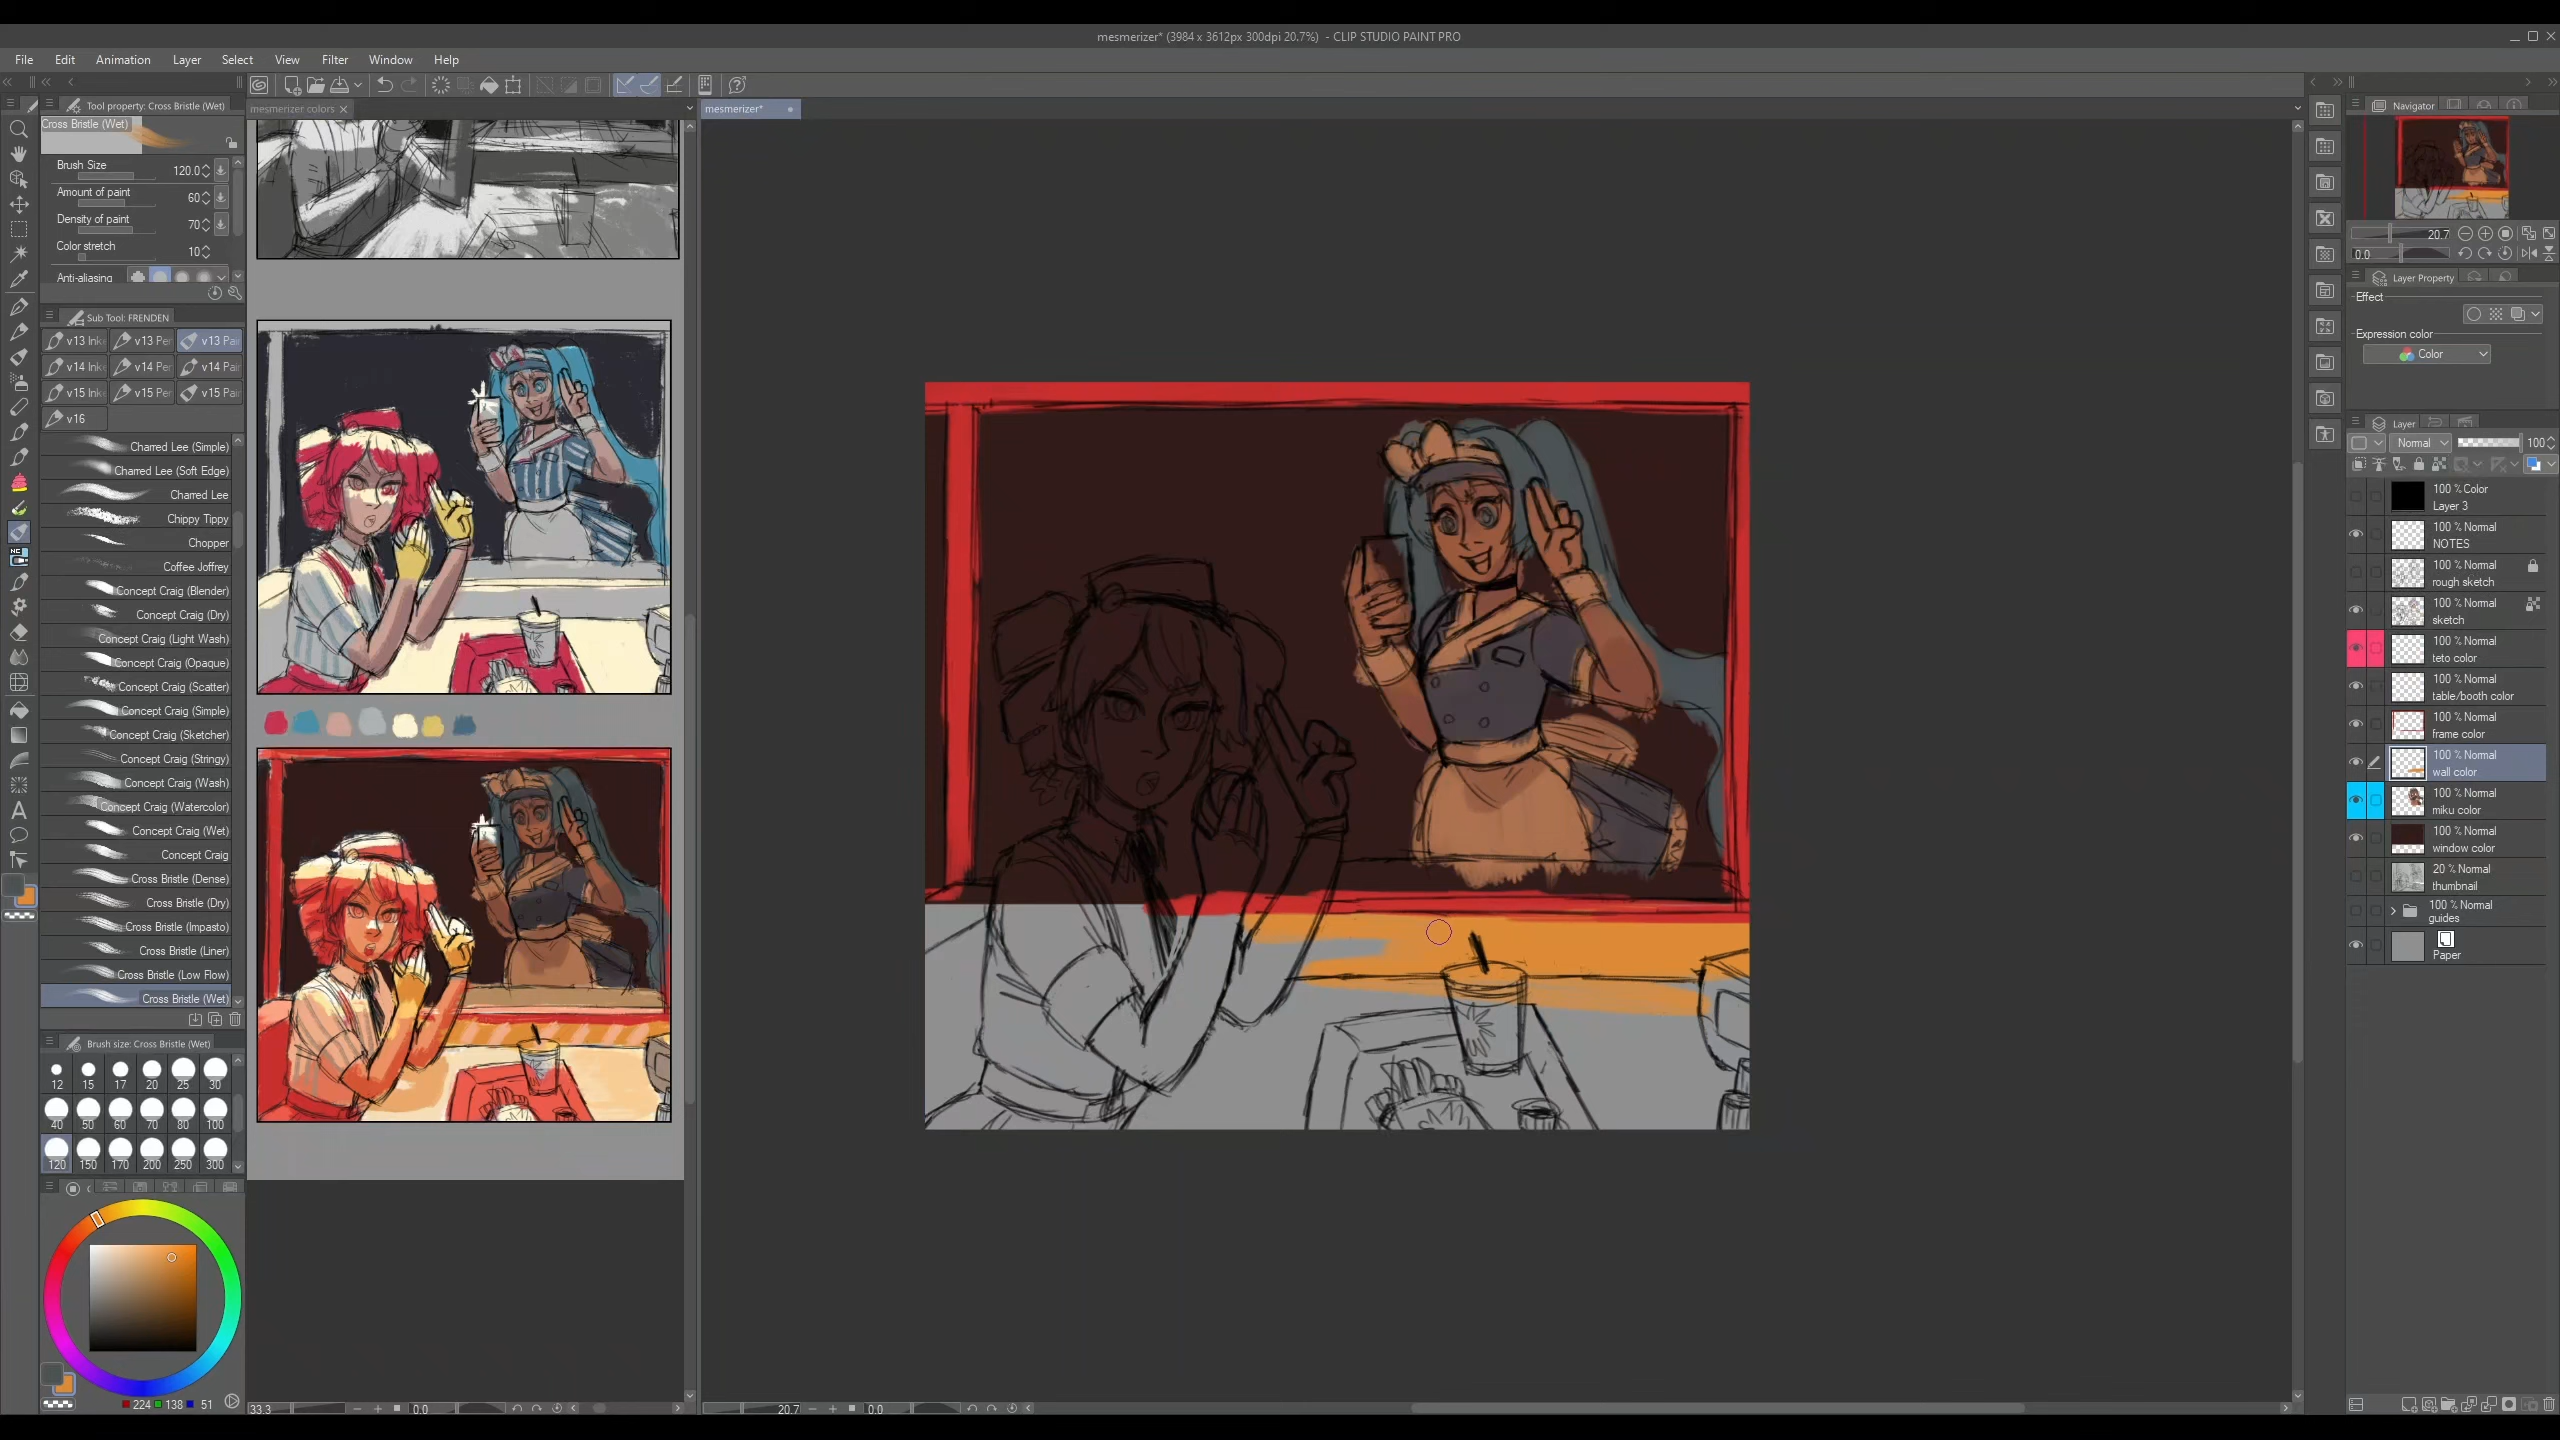 mesmerizer* (3984 x 3612px 300dpi 20.7%) - CLIP STUDIO PAINT PRO
File Edit Animation Layer Select View Filter Window Help
Tool property: Cross Bristle (Wet)
mesmerizer colors
mesmerizer*
Cross Bristle (Wet)
Brush Size 120.0
Amount of paint 60
Density of paint 70
Color stretch 10
Anti-aliasing
Sub Tool: FRENDEN
v13 Ink v13 Per v13 Pai
v14 Ink v14 Per v14 Pai
v15 Ink v15 Per v15 Pai
v16
Charred Lee (Simple)
Charred Lee (Soft Edge)
Charred Lee
Chippy Tippy
Chopper
Coffee Joffrey
Concept Craig (Blender)
Concept Craig (Dry)
Concept Craig (Light Wash)
Concept Craig (Opaque)
Concept Craig (Scatter)
Concept Craig (Simple)
Concept Craig (Sketcher)
Concept Craig (Stringy)
Concept Craig (Wash)
Concept Craig (Watercolor)
Concept Craig (Wet)
Concept Craig
Cross Bristle (Dense)
Cross Bristle (Dry)
Cross Bristle (Impasto)
Cross Bristle (Liner)
Cross Bristle (Low Flow)
Cross Bristle (Wet)
Brush size: Cross Bristle (Wet)
12 15 17 20 25 30
40 50 60 70 80 100
120 150 170 200 250 300
224 138 51
33.3 0.0
20.7 0.0
Navigator
20.7
0.0
Layer Property
Effect
Expression color
Color
Layer
Normal 100
100 % Color
Layer 3
100 % Normal
NOTES
100 % Normal
rough sketch
100 % Normal
sketch
100 % Normal
teto color
100 % Normal
table/booth color
100 % Normal
frame color
100 % Normal
wall color
100 % Normal
miku color
100 % Normal
window color
20 % Normal
thumbnail
100 % Normal
guides
Paper